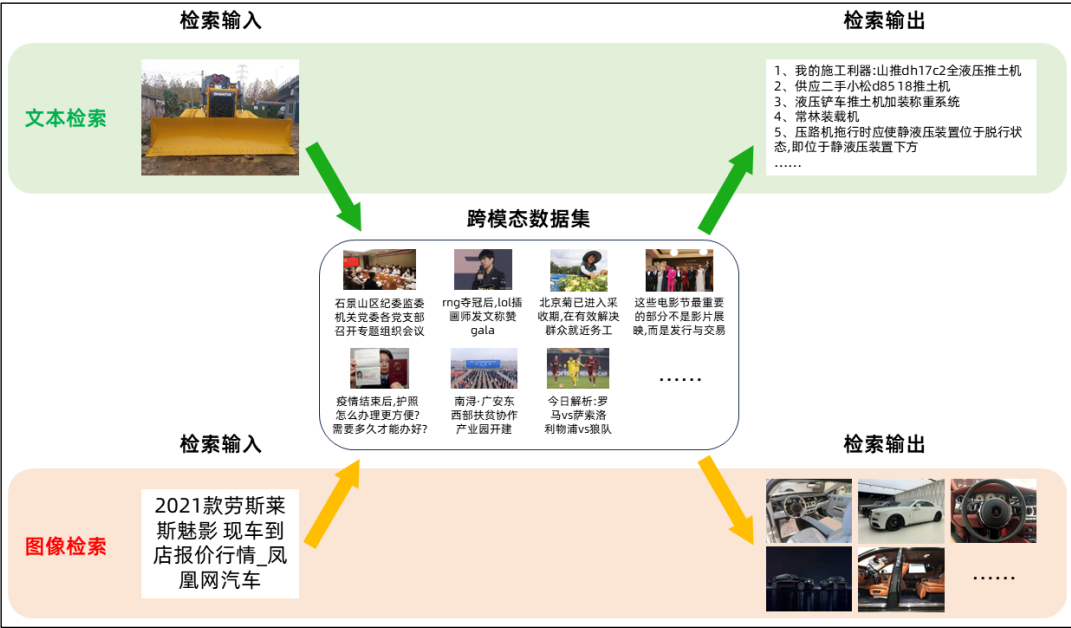 检索输入
检索输出
文本检索
1、我的施工利器:山推dh17c2全液压推土机
2、供应二手小松d8518推土机
3、液压铲车推土机加装称重系统
4、常林装载机
5、压路机拖行时应使静液压装置位于脱行状
态,即位于静液压装置下方
……
跨模态数据集
石景山区纪委监委
机关党委各党支部
召开专题组织会议
rng夺冠后,lol插
画师发文称赞
gala
北京菊已进入采
收期,在有效解决
群众就近务工
这些电影节最重要
的部分不是影片展
映,而是发行与交易
疫情结束后,护照
怎么办理更方便?
需要多久才能办好?
南浔·广安东
西部扶贫协作
产业园开建
今日解析:罗
马vs萨索洛
利物浦vs狼队
……
检索输入
检索输出
图像检索
2021款劳斯莱
斯魅影 现车到
店报价行情_凤
凰网汽车
……